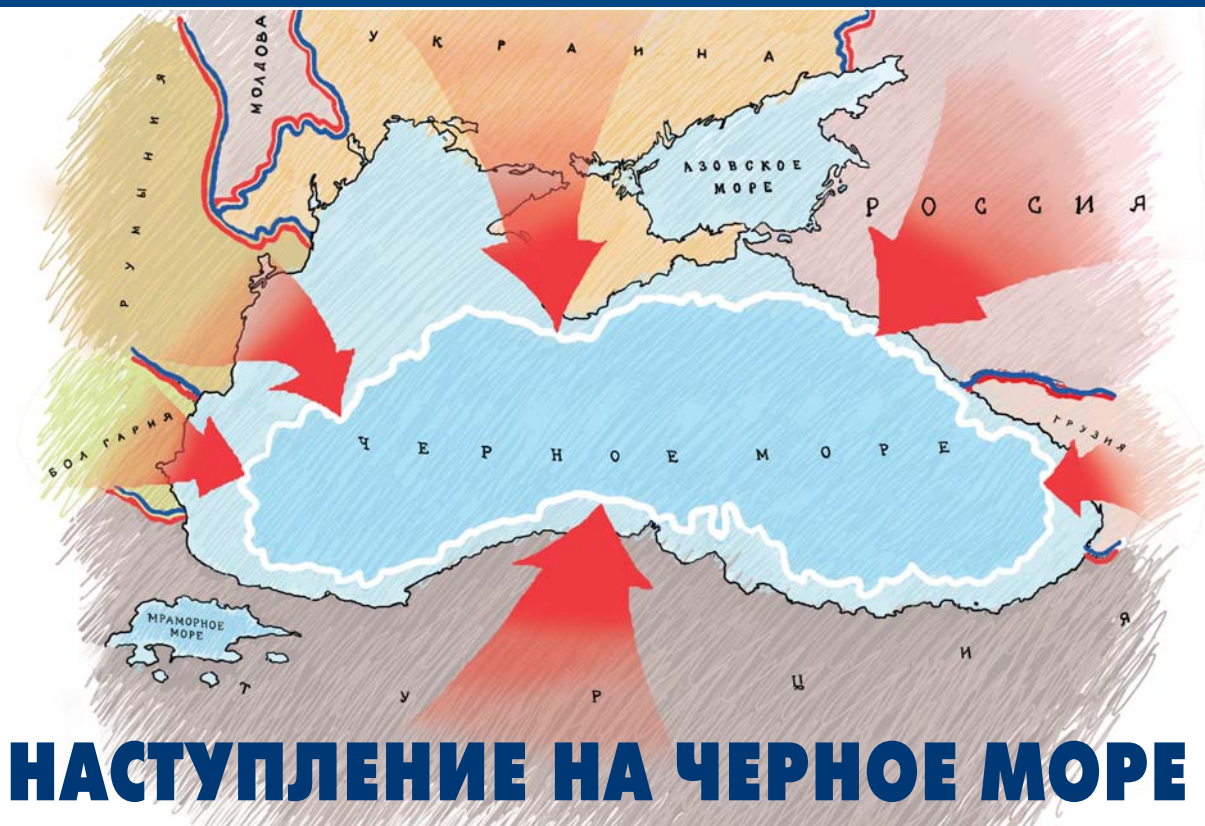 УКРАИНА
МОЛДОВА
РУМЫНИЯ
АЗОВСКОЕ
МОРЕ
РОССИЯ
БОЛГАРИЯ
ГРУЗИЯ
ЧЕРНОЕ МОРЕ
МРАМОРНОЕ
МОРЕ
ТУРЦИЯ
НАСТУПЛЕНИЕ НА ЧЕРНОЕ МОРЕ